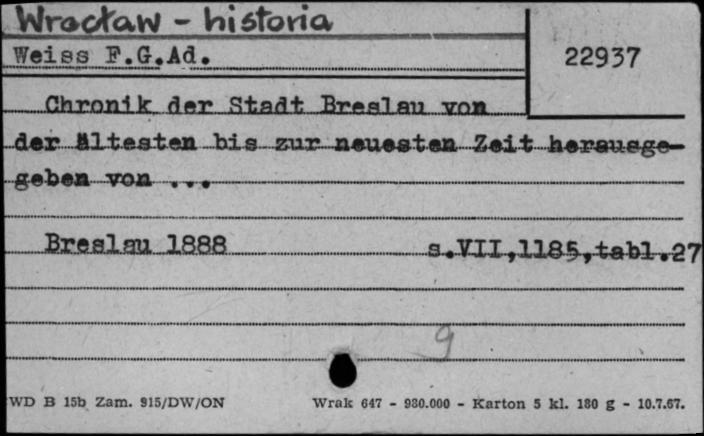 Wrocław - historia
Weiss F.G.Ad.
22937
Chronik der Stadt Breslau von
der ältesten bis zur neuesten Zeit herausge-
geben von ...
Breslau 1888 s.VII,1185,tabl.27
9
WD B 15b Zam. 915/DW/ON Wrak 647 - 930.000 - Karton 5 kl. 180 g - 10.7.67.